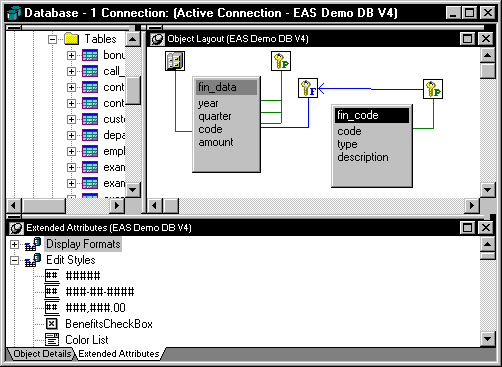 Database - 1 Connection: (Active Connection - EAS Demo DB V4)
Tables
bonu
call_
cont
cont
custo
depa
empl
exam
exam
Object Layout (EAS Demo DB V4)
fin_data
year
quarter
code
amount
P
F
P
fin_code
code
type
description
Extended Attributes (EAS Demo DB V4)
Display Formats
Edit Styles
## #####
## ###-##-####
## ###,###.00
BenefitsCheckBox
Color List
Object Details
Extended Attributes